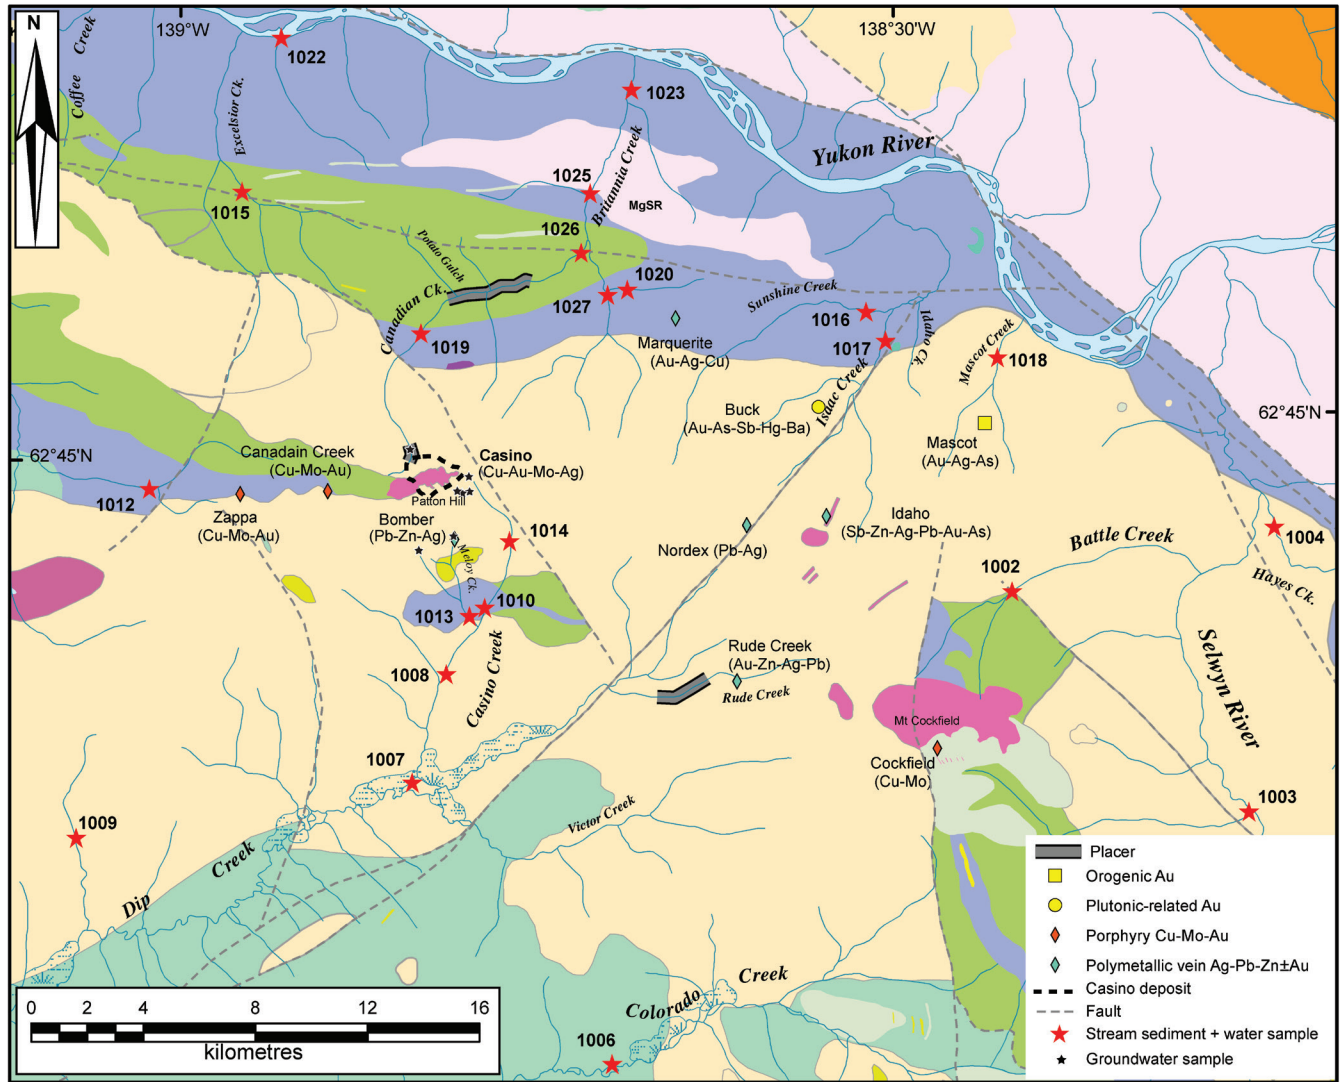 N
139°W
138°30'W
Coffee Creek
1022
Excelsior Ck.
1023
Yukon River
Britannia Creek
1025
MgSR
1015
1026
Potato Gulch
1020
Canadian Ck.
1027
Sunshine Creek
1016
Idaho Ck.
1019
Marquerite
(Au-Ag-Cu)
1017
Mascot Creek
1018
Isaac Creek
Buck
(Au-As-Sb-Hg-Ba)
62°45'N
Mascot
(Au-Ag-As)
62°45'N
Canadain Creek
(Cu-Mo-Au)
Casino
(Cu-Au-Mo-Ag)
Patton Hill
1012
Zappa
(Cu-Mo-Au)
Bomber
(Pb-Zn-Ag)
1014
Nordex (Pb-Ag)
Idaho
(Sb-Zn-Ag-Pb-Au-As)
Battle Creek
1004
Meloy Ck.
1002
Hayes Ck.
1013
1010
Casino Creek
Rude Creek
(Au-Zn-Ag-Pb)
Rude Creek
Selwyn River
1008
Mt Cockfield
1007
Cockfield
(Cu-Mo)
1003
1009
Victor Creek
Dip Creek
Colorado Creek
1006
0 2 4 8 12 16
kilometres
Placer
Orogenic Au
Plutonic-related Au
Porphyry Cu-Mo-Au
Polymetallic vein Ag-Pb-Zn±Au
Casino deposit
Fault
Stream sediment + water sample
Groundwater sample